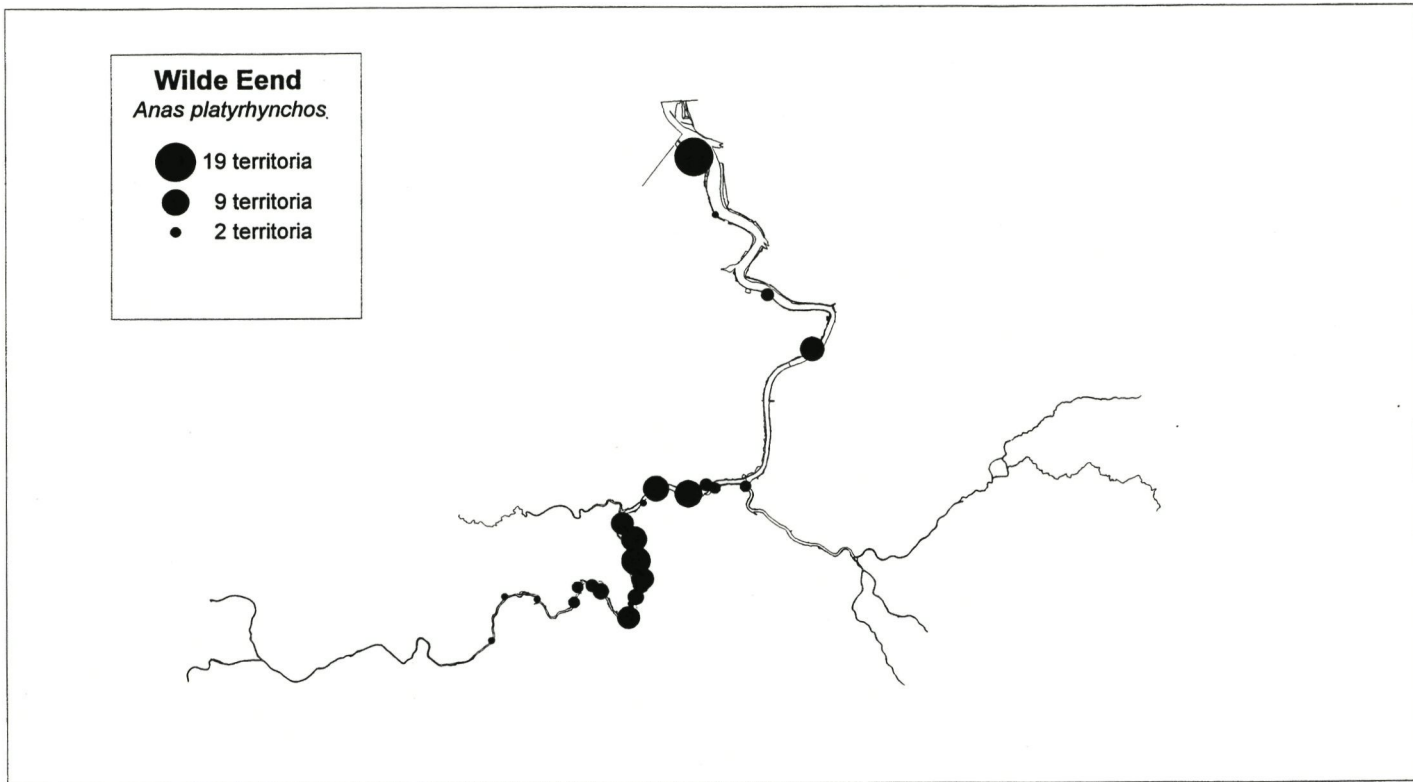 Wilde Eend
Anas platyrhynchos.
19 territoria
9 territoria
2 territoria